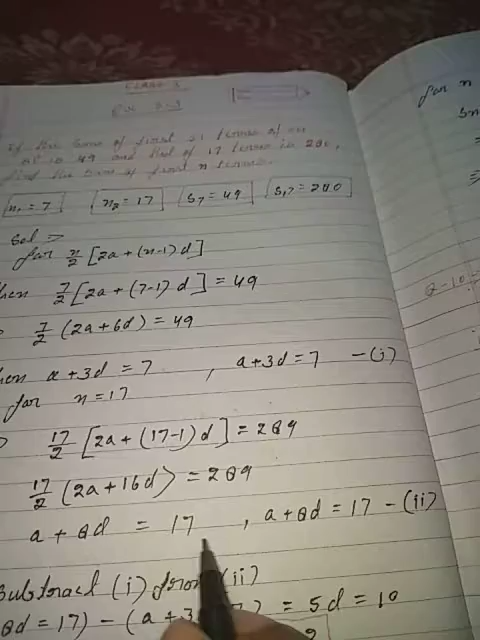 CLASS-
EX 5.3
If the sum of first 7 terms of an
AP is 49 and that of 17 terms is 289,
find the sum of first n terms.
n₁ = 7 n₂ = 17 S7 = 49 S17 = 289
Sol →
for n/2 [2a + (n-1) d]
7/2 [2a + (7-1) d] = 49
7/2 (2a + 6d) = 49
a + 3d = 7 , a + 3d = 7 - (i)
for n = 17
17/2 [2a + (17-1) d] = 289
17/2 (2a + 16d) = 289
a + 8d = 17 , a + 8d = 17 - (ii)
Subtract (i) from (ii)
8d = 17) - (a + 3 = 5d = 10
for n
Sn
Q-10